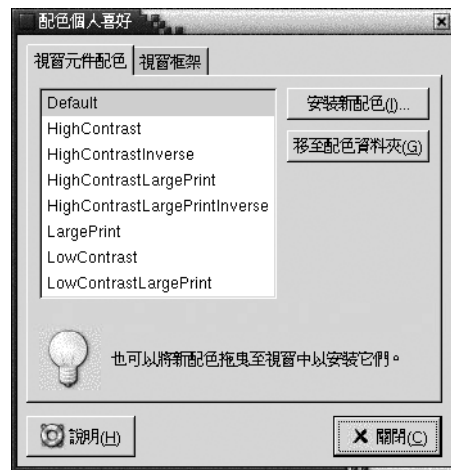 配色個人喜好
視窗元件配色 視窗框架
Default
HighContrast
HighContrastInverse
HighContrastLargePrint
HighContrastLargePrintInverse
LargePrint
LowContrast
LowContrastLargePrint
安裝新配色(I)...
移至配色資料夾(G)
也可以將新配色拖曳至視窗中以安裝它們。
說明(H)
關閉(C)